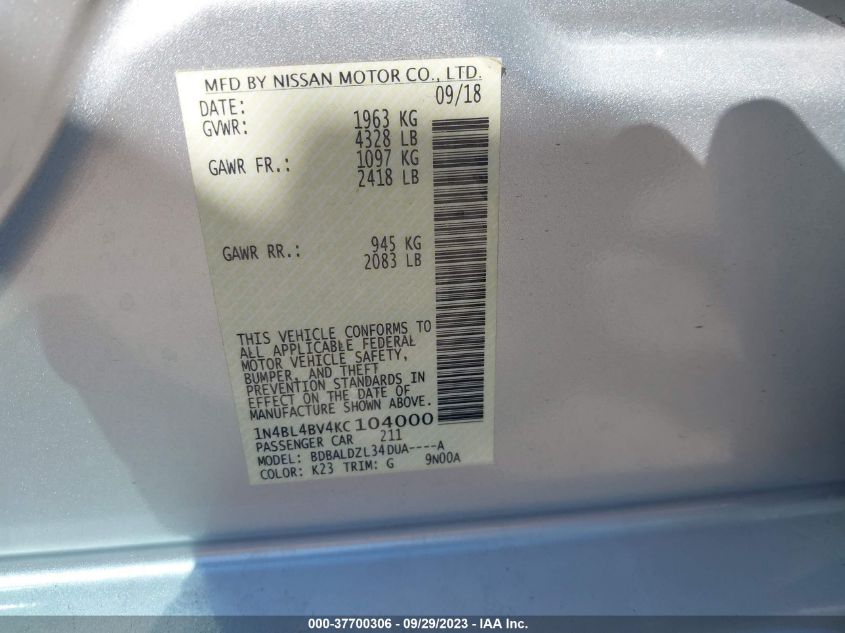 MFD BY NISSAN MOTOR CO., LTD.
DATE: 09/18
GVWR: 1963 KG
4328 LB
GAWR FR.: 1097 KG
2418 LB
GAWR RR.: 945 KG
2083 LB
THIS VEHICLE CONFORMS TO
ALL APPLICABLE FEDERAL
MOTOR VEHICLE SAFETY,
BUMPER, AND THEFT
PREVENTION STANDARDS IN
EFFECT ON THE DATE OF
MANUFACTURE SHOWN ABOVE.
1N4BL4BV4KC104000
PASSENGER CAR 211
MODEL: BDBALDZL34DUA----A
COLOR: K23 TRIM: G 9N00A
000-37700306 - 09/29/2023 - IAA Inc.